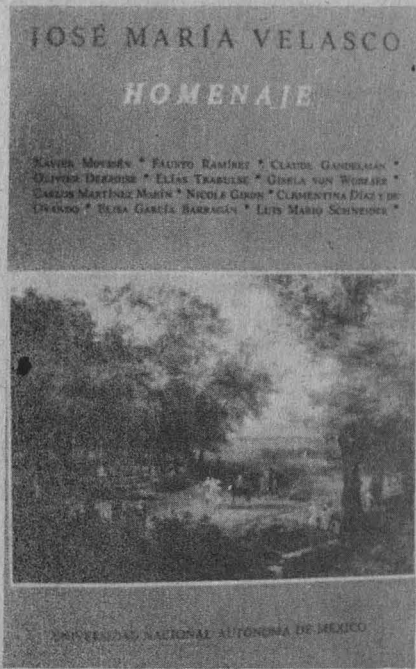 JOSÉ MARÍA VELASCO
HOMENAJE
XAVIER MOYSSÉN * FAUSTO RAMÍREZ * CLAUDE GANDELMAN *
OLIVIER DEBROISE * ELÍAS TRABULSE * GISELA VON WOBESER *
CARLOS MARTÍNEZ MARÍN * NICOLE GIRON * CLEMENTINA DÍAZ Y DE
OVANDO * ELISA GARCÍA BARRAGÁN * LUIS MARIO SCHNEIDER *
UNIVERSIDAD NACIONAL AUTÓNOMA DE MÉXICO